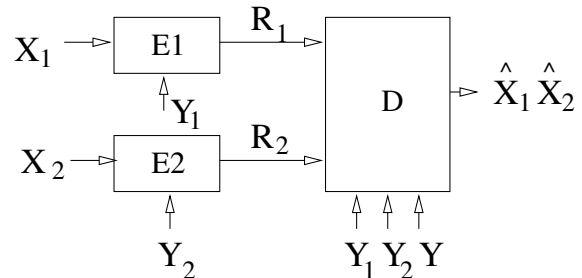 X₁ E1 R₁
Y₁
X₂ E2 R₂
Y₂
D
X̂₁ X̂₂
Y₁ Y₂ Y